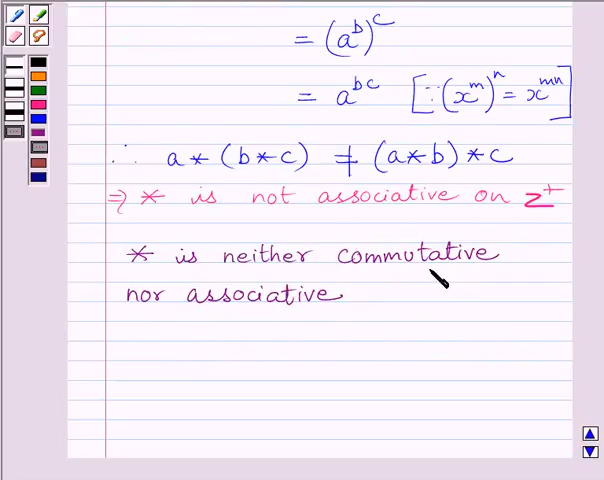 = (a^b)^c
= a^{bc} [∵ (x^m)^n = x^{mn}]
∴ a * (b * c) ≠ (a * b) * c
⇒ * is not associative on Z^+
* is neither commutative
nor associative